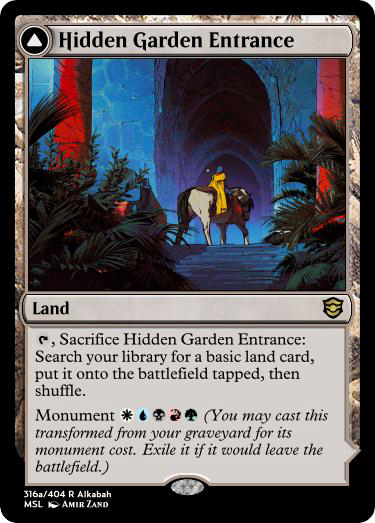 Hidden Garden Entrance
Land
, Sacrifice Hidden Garden Entrance:
Search your library for a basic land card,
put it onto the battlefield tapped, then
shuffle.
Monument (You may cast this
transformed from your graveyard for its
monument cost. Exile it if it would leave the
battlefield.)
316a/404 R Alkabah
MSL Amir Zand